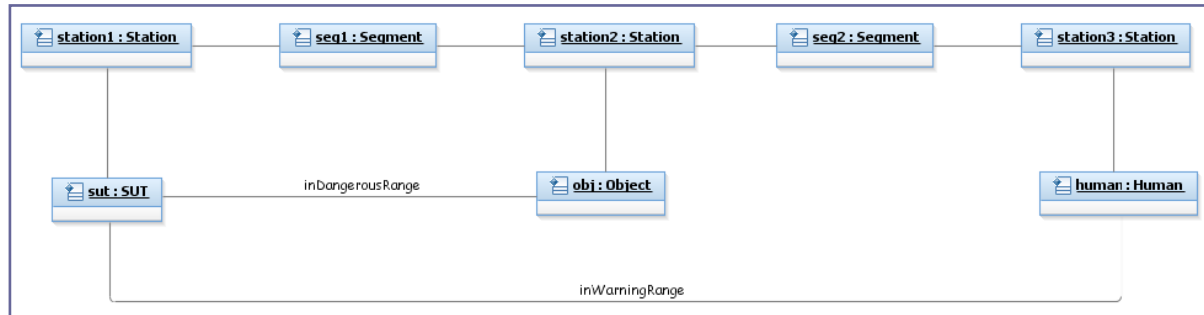 station1 : Station
seg1 : Segment
station2 : Station
seg2 : Segment
station3 : Station
sut : SUT
inDangerousRange
obj : Object
human : Human
inWarningRange